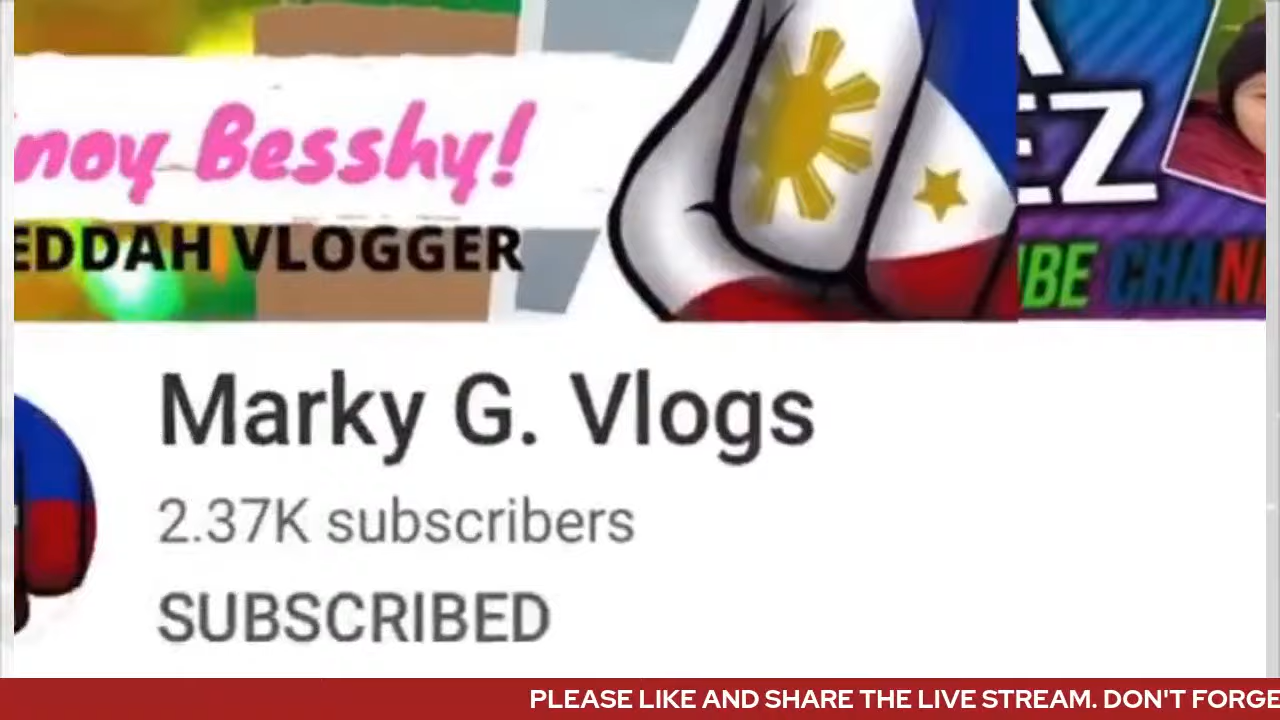 noy Besshy!
EDDAH VLOGGER
A
EZ
BE CHAN
Marky G. Vlogs
2.37K subscribers
SUBSCRIBED
PLEASE LIKE AND SHARE THE LIVE STREAM. DON'T FORGE